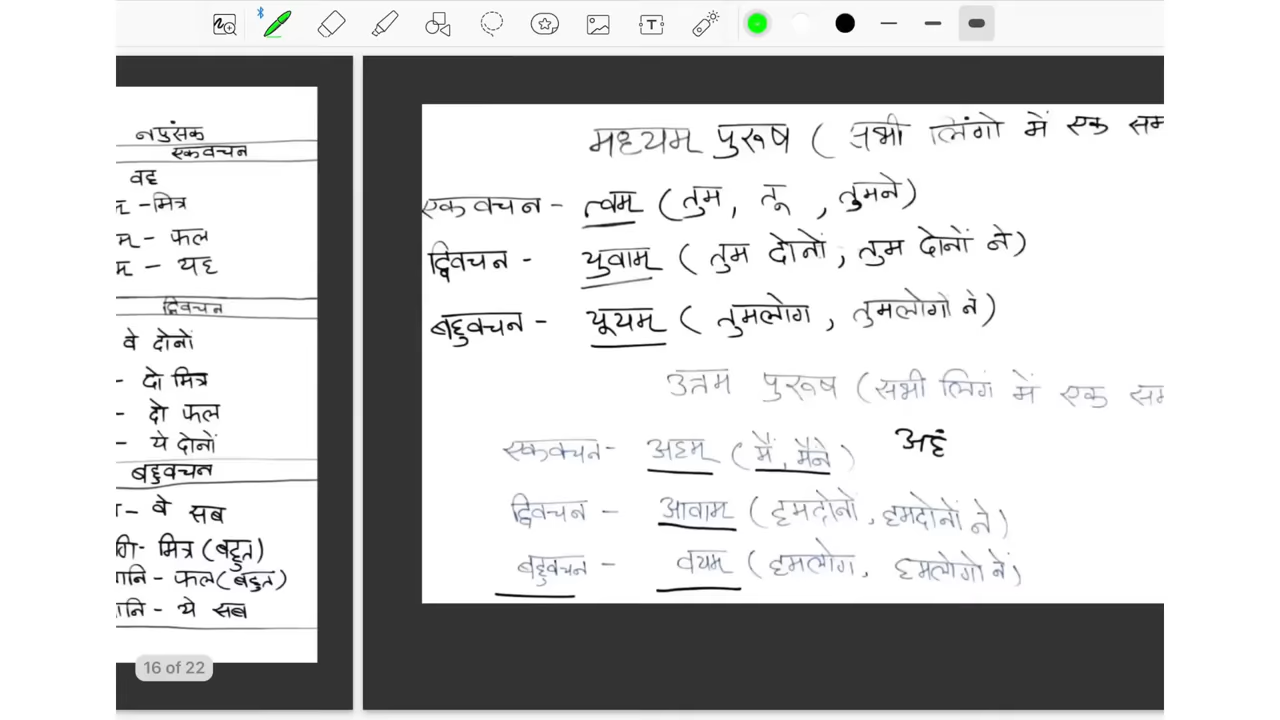 नपुंसक
एकवचन
वह
म -मित्र
म - फल
म - यह
द्विवचन
वे दोनों
- दो मित्र
- दो फल
- ये दोनों
बहुवचन
- वे सब
- मित्र (बहुत)
ानि - फल (बहुत)
ानि - ये सब
16 of 22
मध्यम पुरूष ( सभी लिंगो में एक सम
एकवचन - त्वम (तुम, तू , तुमने)
द्विवचन - युवाम ( तुम दोनों, तुम दोनों ने)
बहुवचन - यूयम ( तुमलोग , तुमलोगो ने)
उत्तम पुरूष (सभी लिंग में एक सम
एकवचन- अहम (मैं, मैंने) अहं
द्विवचन - आवाम (हमदोनो, हमदोनों ने)
बहुवचन - वयम (हमलोग, हमलोगो ने)